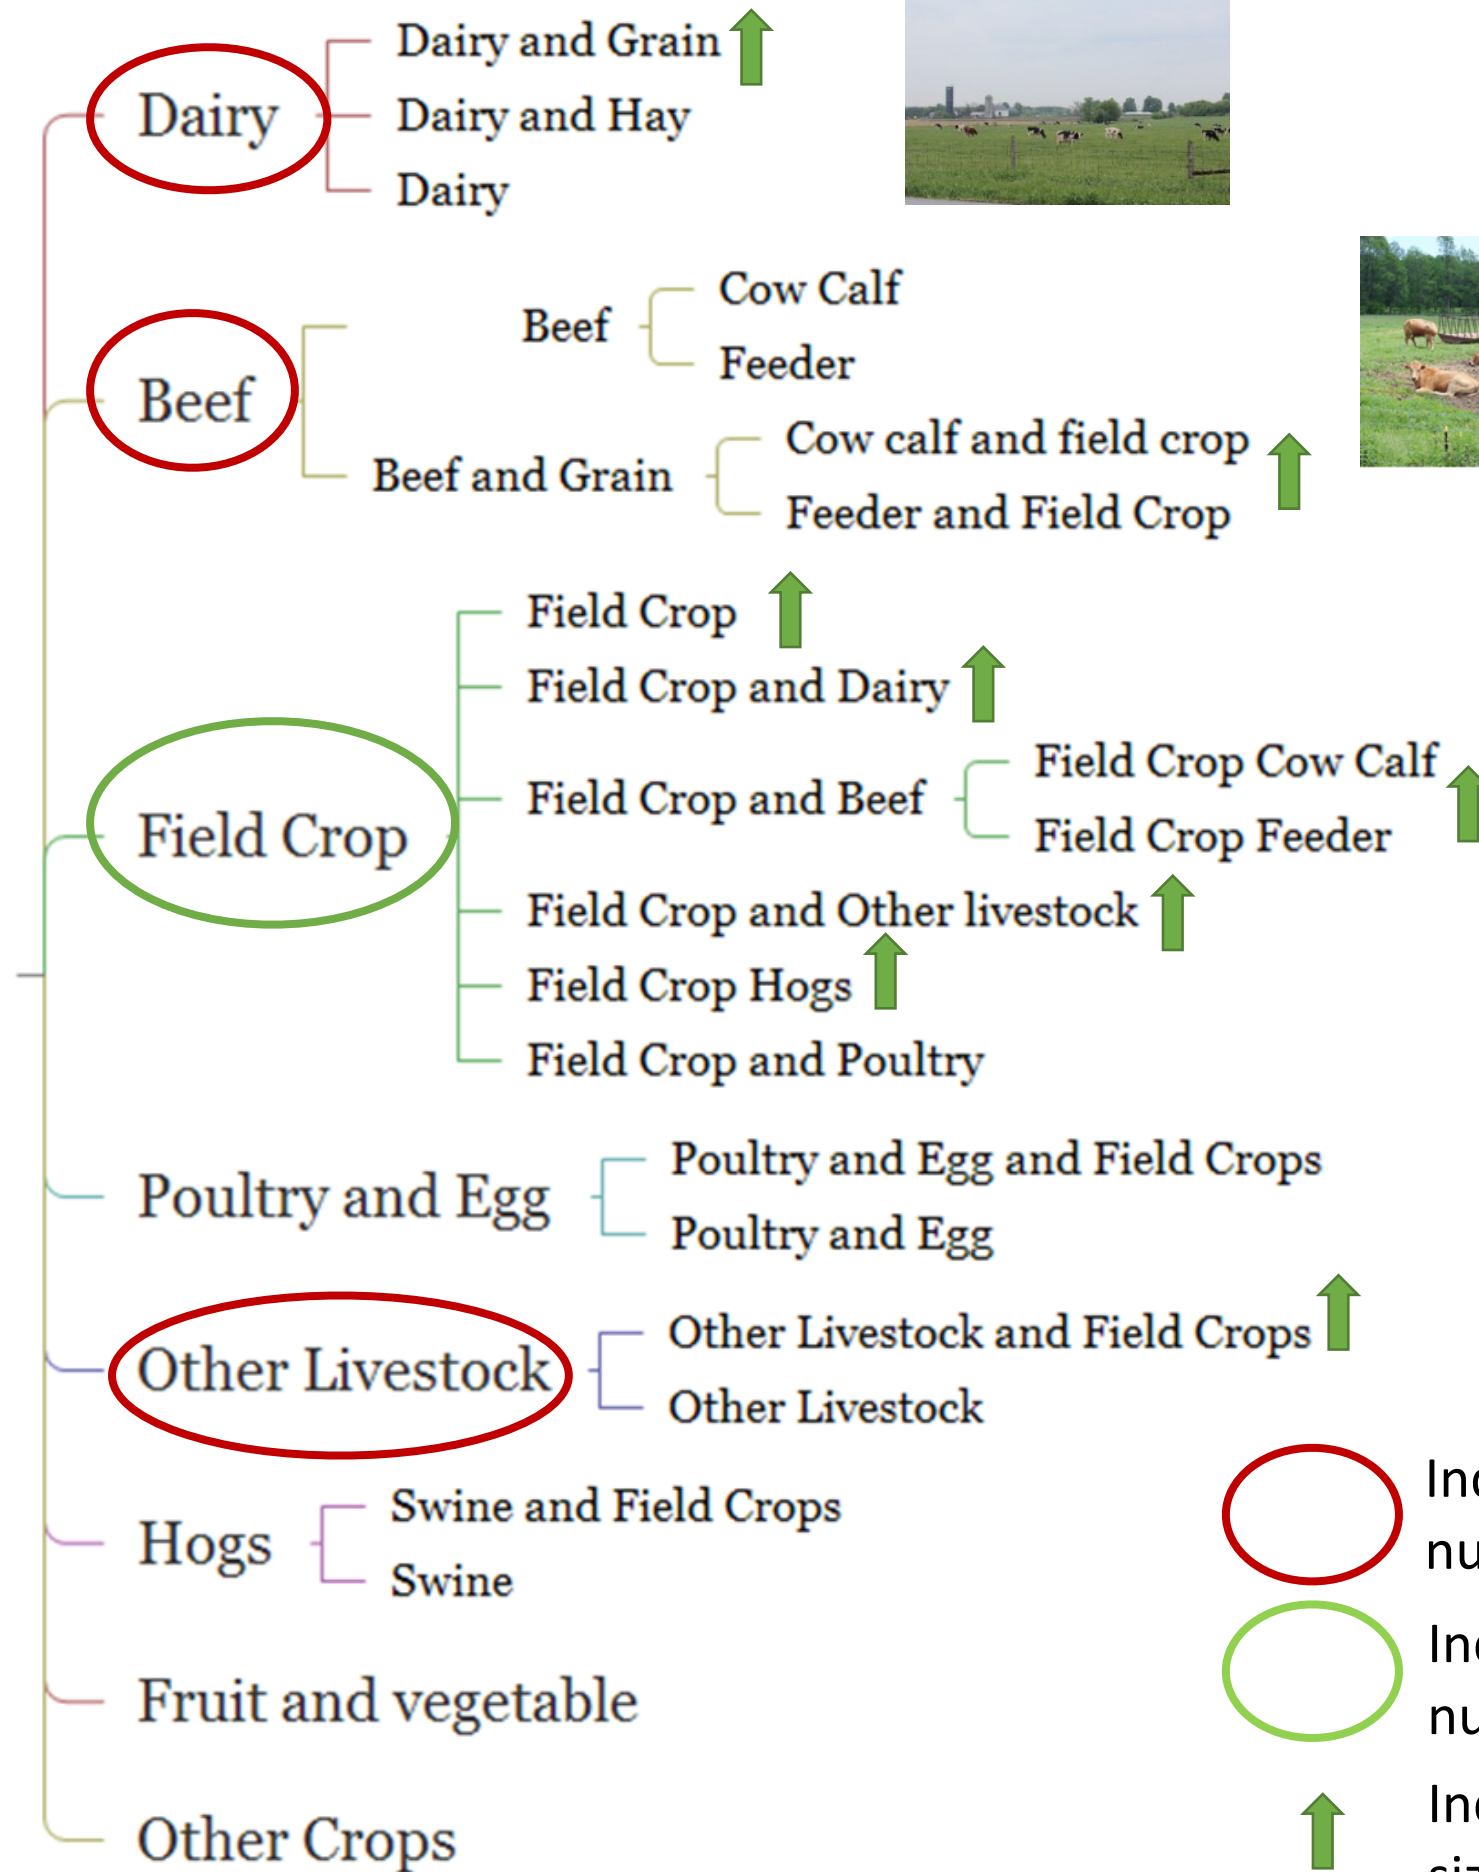 Dairy
Dairy and Grain
Dairy and Hay
Dairy
Beef
Beef
Cow Calf
Feeder
Beef and Grain
Cow calf and field crop
Feeder and Field Crop
Field Crop
Field Crop
Field Crop and Dairy
Field Crop and Beef
Field Crop Cow Calf
Field Crop Feeder
Field Crop and Other livestock
Field Crop Hogs
Field Crop and Poultry
Poultry and Egg
Poultry and Egg and Field Crops
Poultry and Egg
Other Livestock
Other Livestock and Field Crops
Other Livestock
Hogs
Swine and Field Crops
Swine
Fruit and vegetable
Other Crops